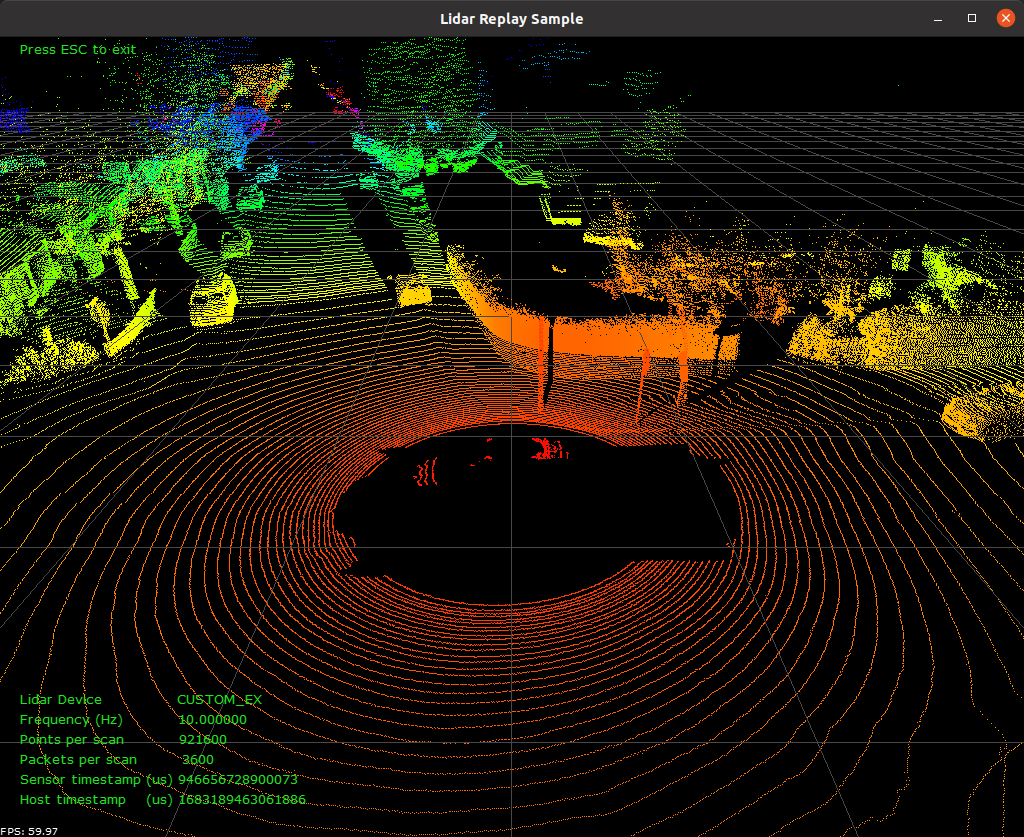 Lidar Replay Sample
Press ESC to exit
Lidar Device CUSTOM_EX
Frequency (Hz) 10.000000
Points per scan 921600
Packets per scan 3600
Sensor timestamp (us) 946656728900073
Host timestamp (us) 1683189463061886
FPS: 59.97